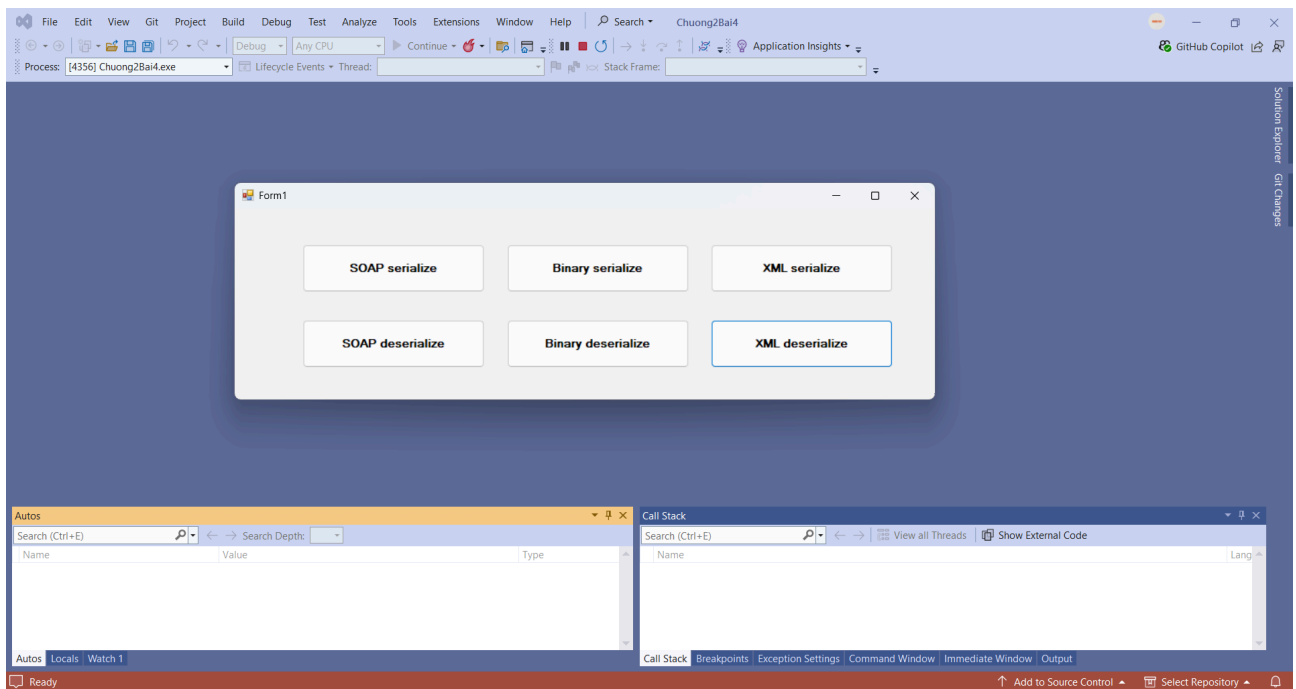 File Edit View Git Project Build Debug Test Analyze Tools Extensions Window Help Search Chuong2Bai4
Debug Any CPU Continue Application Insights GitHub Copilot
Process: [4356] Chuong2Bai4.exe Lifecycle Events Thread: Stack Frame:
Solution Explorer
Git Changes
Form1
SOAP serialize Binary serialize XML serialize
SOAP deserialize Binary deserialize XML deserialize
Autos
Search (Ctrl+E) Search Depth:
Name Value Type
Autos Locals Watch 1
Call Stack
Search (Ctrl+E) View all Threads Show External Code
Name Lang
Call Stack Breakpoints Exception Settings Command Window Immediate Window Output
Ready Add to Source Control Select Repository